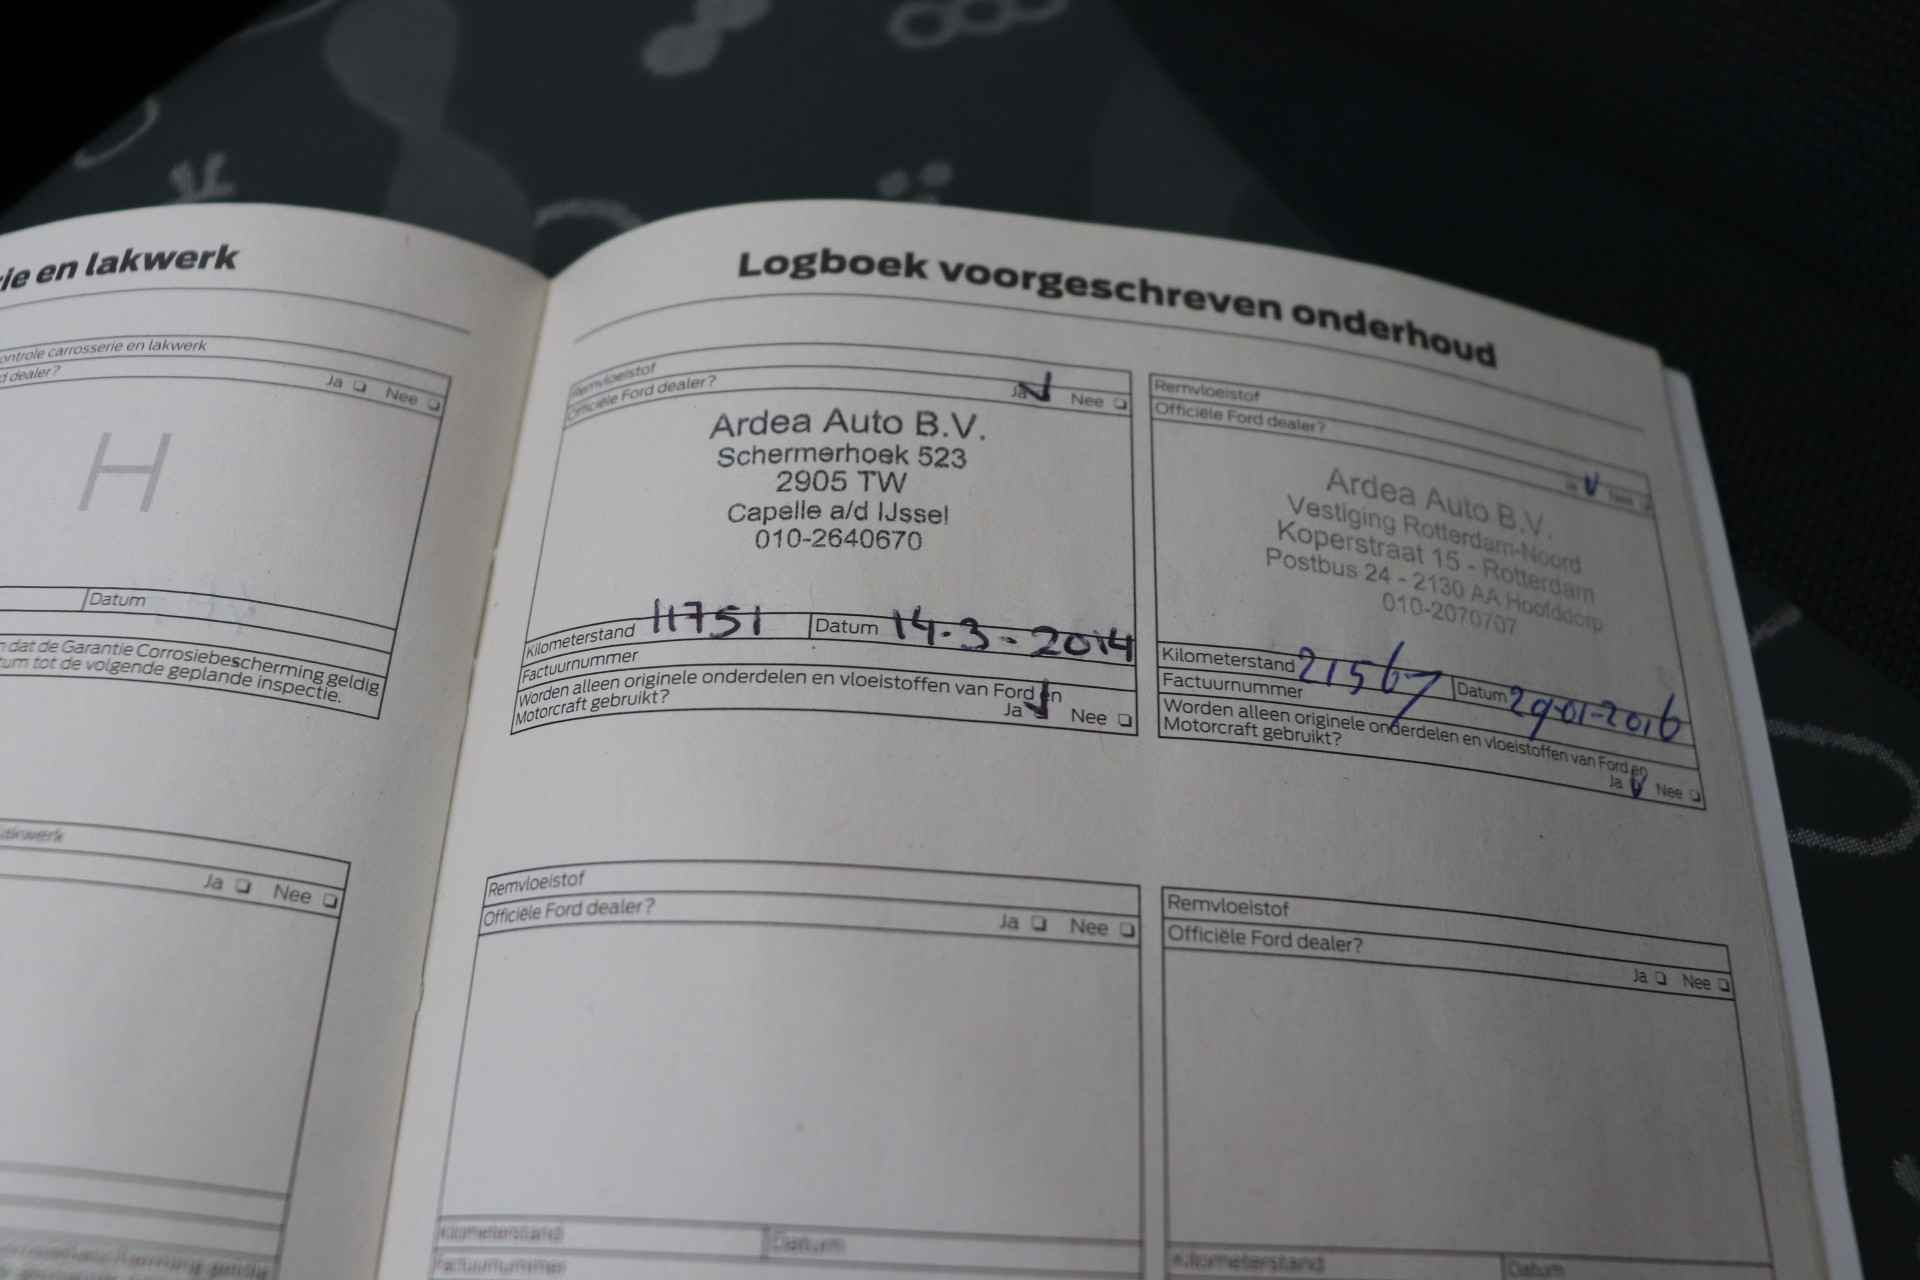 ie en lakwerk
ontrole carrosserie en lakwerk
d dealer?
Ja Nee
H
Datum
n dat de Garantie Corrosiebescherming geldig
tum tot de volgende geplande inspectie.
lakwerk
Ja Nee
Logboek voorgeschreven onderhoud
Remvloeistof
Officiële Ford dealer?
Ja Nee
Ardea Auto B.V.
Schermerhoek 523
2905 TW
Capelle a/d IJssel
010-2640670
Kilometerstand 11751 Datum 14-3-2014
Factuurnummer
Worden alleen originele onderdelen en vloeistoffen van Ford en
Motorcraft gebruikt?
Ja Nee
Remvloeistof
Officiële Ford dealer?
Ja Nee
Ardea Auto B.V.
Vestiging Rotterdam-Noord
Koperstraat 15 - Rotterdam
Postbus 24 - 2130 AA Hoofddorp
010-2070707
Kilometerstand 21567 Datum 29-01-2016
Factuurnummer
Worden alleen originele onderdelen en vloeistoffen van Ford en
Motorcraft gebruikt?
Ja Nee
Remvloeistof
Officiële Ford dealer?
Ja Nee
Kilometerstand Datum
Factuurnummer
Remvloeistof
Officiële Ford dealer?
Ja Nee
Kilometerstand Datum